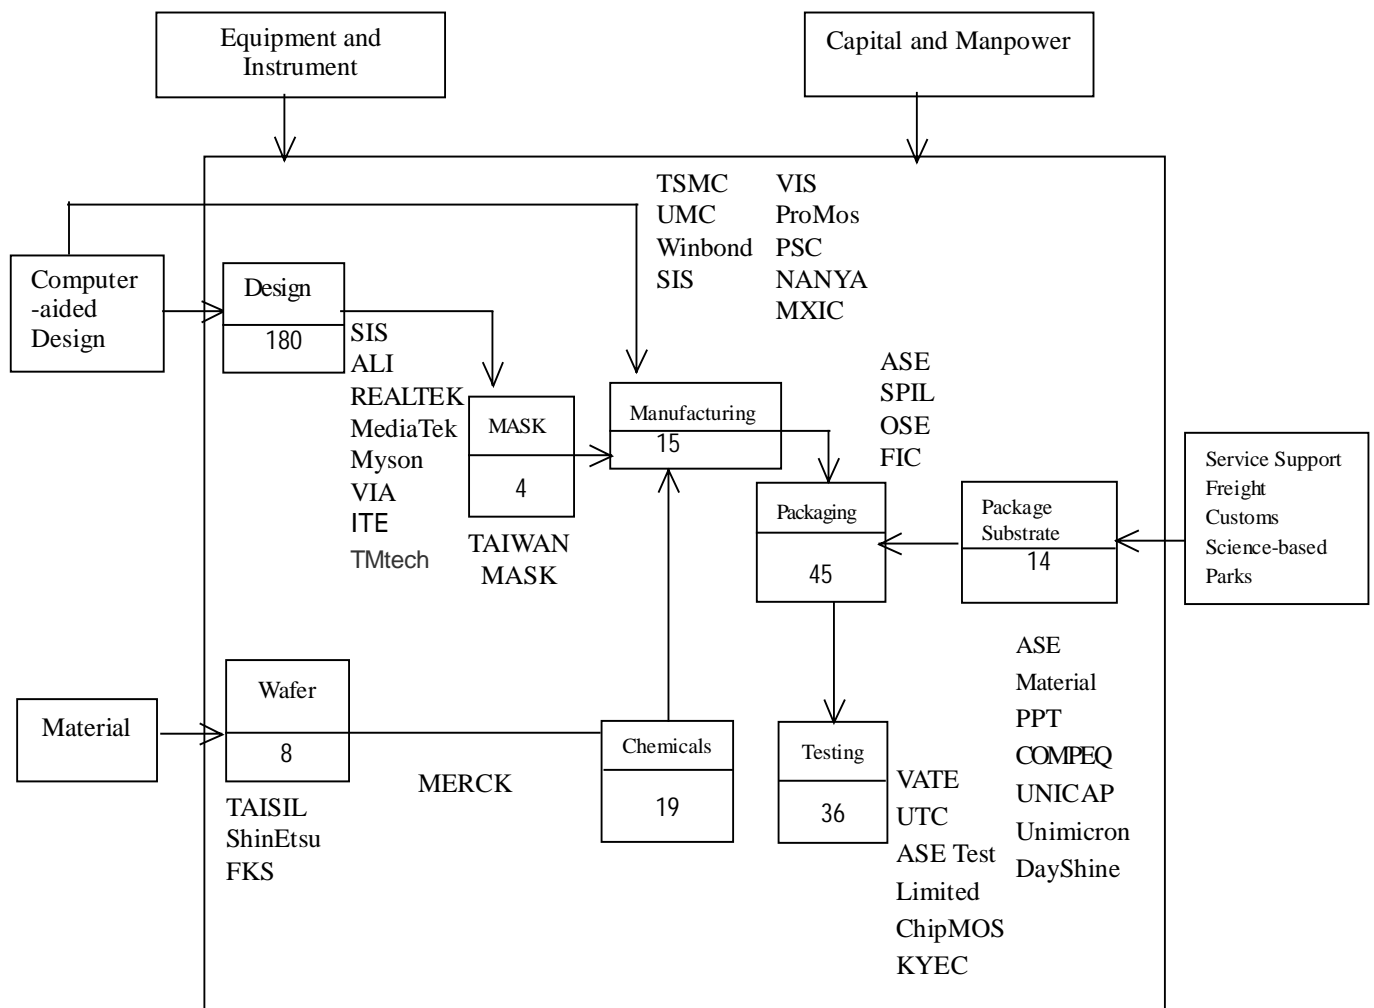 Equipment and
Instrument
Capital and Manpower
TSMC
UMC
Winbond
SIS
VIS
ProMos
PSC
NANYA
MXIC
Computer
-aided
Design
Design
180
SIS
ALI
REALTEK
MediaTek
Myson
VIA
ITE
TMtech
MASK
4
TAIWAN
MASK
Manufacturing
15
ASE
SPIL
OSE
FIC
Packaging
45
Package
Substrate
14
Service Support
Freight
Customs
Science-based
Parks
Material
Wafer
8
TAISIL
ShinEtsu
FKS
MERCK
Chemicals
19
Testing
36
VATE
UTC
ASE Test
Limited
ChipMOS
KYEC
ASE
Material
PPT
COMPEQ
UNICAP
Unimicron
DayShine